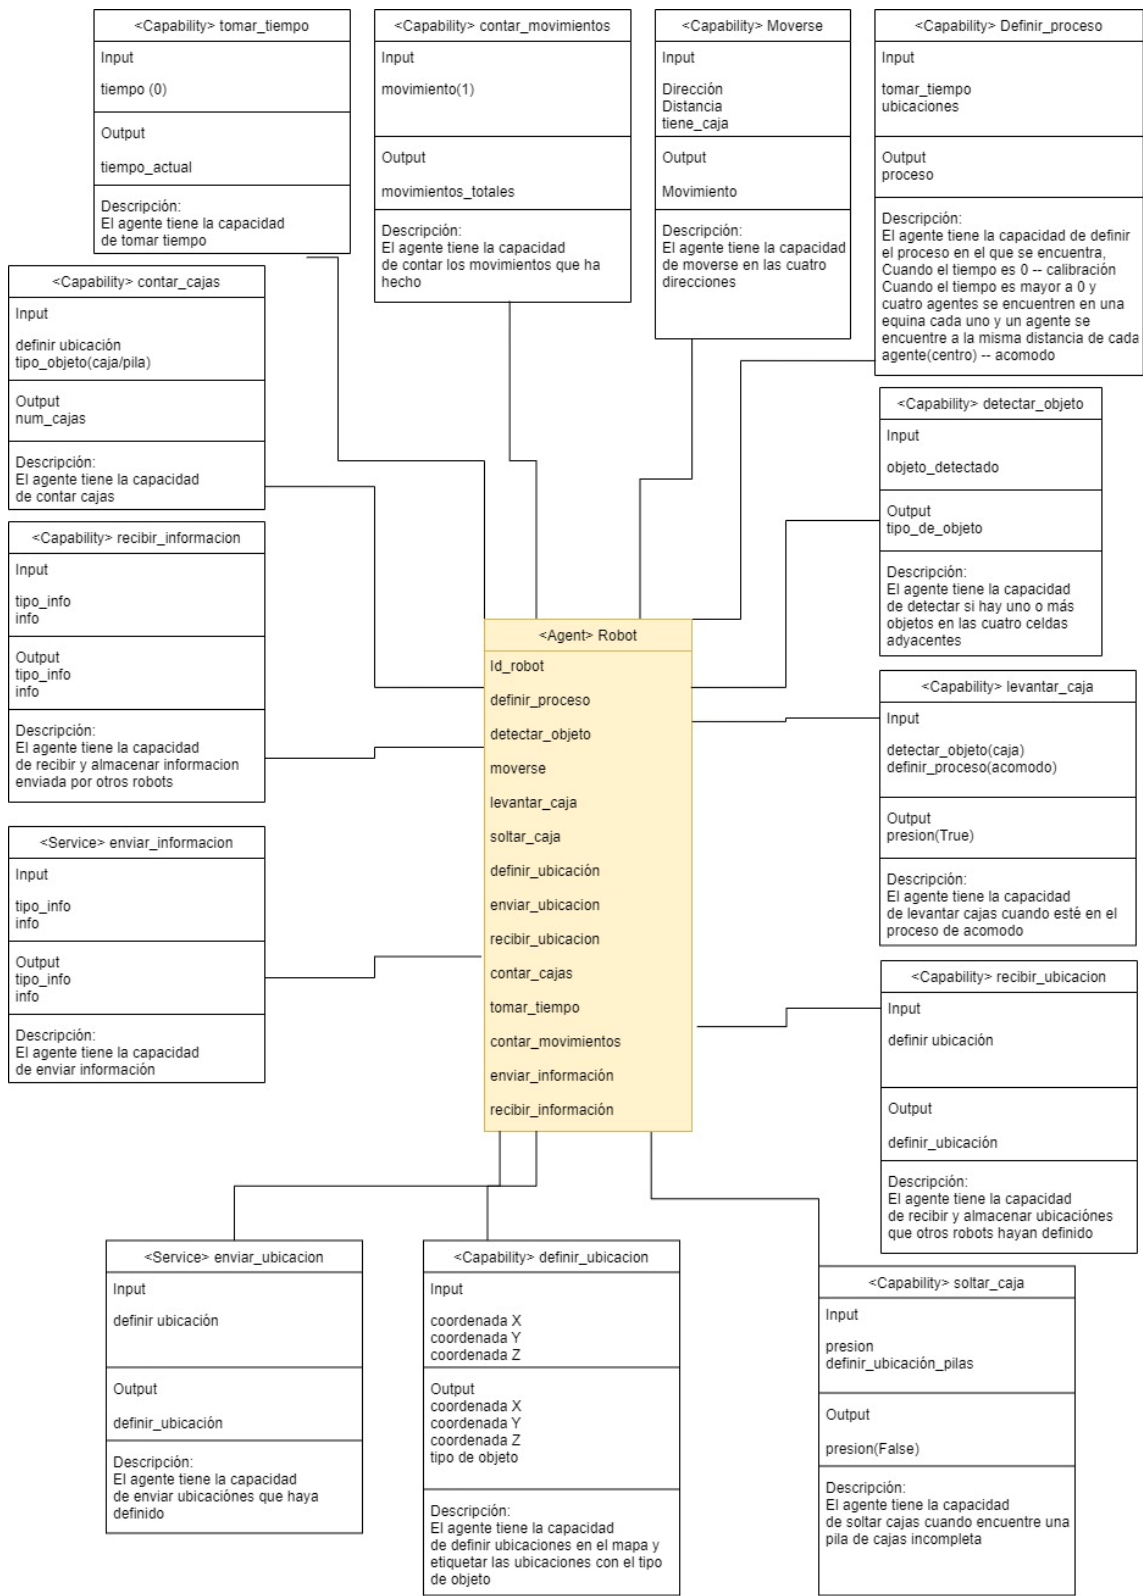 <Capability> tomar_tiempo
Input
tiempo (0)
Output
tiempo_actual
Descripción:
El agente tiene la capacidad
de tomar tiempo
<Capability> contar_movimientos
Input
movimiento(1)
Output
movimientos_totales
Descripción:
El agente tiene la capacidad
de contar los movimientos que ha
hecho
<Capability> Moverse
Input
Dirección
Distancia
tiene_caja
Output
Movimiento
Descripción:
El agente tiene la capacidad
de moverse en las cuatro
direcciones
<Capability> Definir_proceso
Input
tomar_tiempo
ubicaciones
Output
proceso
Descripción:
El agente tiene la capacidad de definir
el proceso en el que se encuentra,
Cuando el tiempo es 0 -- calibración
Cuando el tiempo es mayor a 0 y
cuatro agentes se encuentren en una
equina cada uno y un agente se
encuentre a la misma distancia de cada
agente(centro) -- acomodo
<Capability> contar_cajas
Input
definir ubicación
tipo_objeto(caja/pila)
Output
num_cajas
Descripción:
El agente tiene la capacidad
de contar cajas
<Capability> detectar_objeto
Input
objeto_detectado
Output
tipo_de_objeto
Descripción:
El agente tiene la capacidad
de detectar si hay uno o más
objetos en las cuatro celdas
adyacentes
<Capability> recibir_informacion
Input
tipo_info
info
Output
tipo_info
info
Descripción:
El agente tiene la capacidad
de recibir y almacenar informacion
enviada por otros robots
<Agent> Robot
Id_robot
definir_proceso
detectar_objeto
moverse
levantar_caja
soltar_caja
definir_ubicación
enviar_ubicacion
recibir_ubicacion
contar_cajas
tomar_tiempo
contar_movimientos
enviar_información
recibir_información
<Capability> levantar_caja
Input
detectar_objeto(caja)
definir_proceso(acomodo)
Output
presion(True)
Descripción:
El agente tiene la capacidad
de levantar cajas cuando esté en el
proceso de acomodo
<Service> enviar_informacion
Input
tipo_info
info
Output
tipo_info
info
Descripción:
El agente tiene la capacidad
de enviar información
<Capability> recibir_ubicacion
Input
definir ubicación
Output
definir_ubicación
Descripción:
El agente tiene la capacidad
de recibir y almacenar ubicaciónes
que otros robots hayan definido
<Service> enviar_ubicacion
Input
definir ubicación
Output
definir_ubicación
Descripción:
El agente tiene la capacidad
de enviar ubicaciónes que haya
definido
<Capability> definir_ubicacion
Input
coordenada X
coordenada Y
coordenada Z
Output
coordenada X
coordenada Y
coordenada Z
tipo de objeto
Descripción:
El agente tiene la capacidad
de definir ubicaciones en el mapa y
etiquetar las ubicaciones con el tipo
de objeto
<Capability> soltar_caja
Input
presion
definir_ubicación_pilas
Output
presion(False)
Descripción:
El agente tiene la capacidad
de soltar cajas cuando encuentre una
pila de cajas incompleta